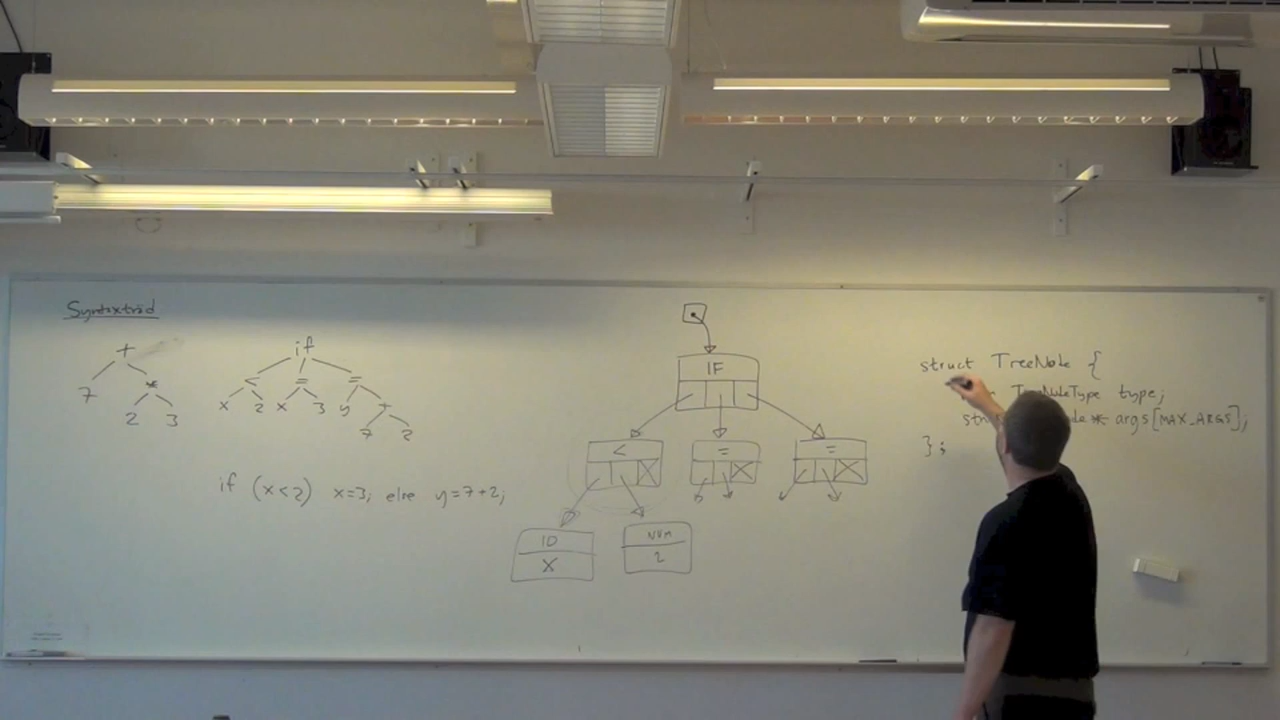 Syntaxträd
+
7 *
2 3
if
< = =
x 2 x 3 y +
7 2
if (x<2) x=3; else y=7+2;
IF
< = =
ID NUM
X 2
struct TreeNode {
TreeNodeType type;
args[MAX_ARGS];
};